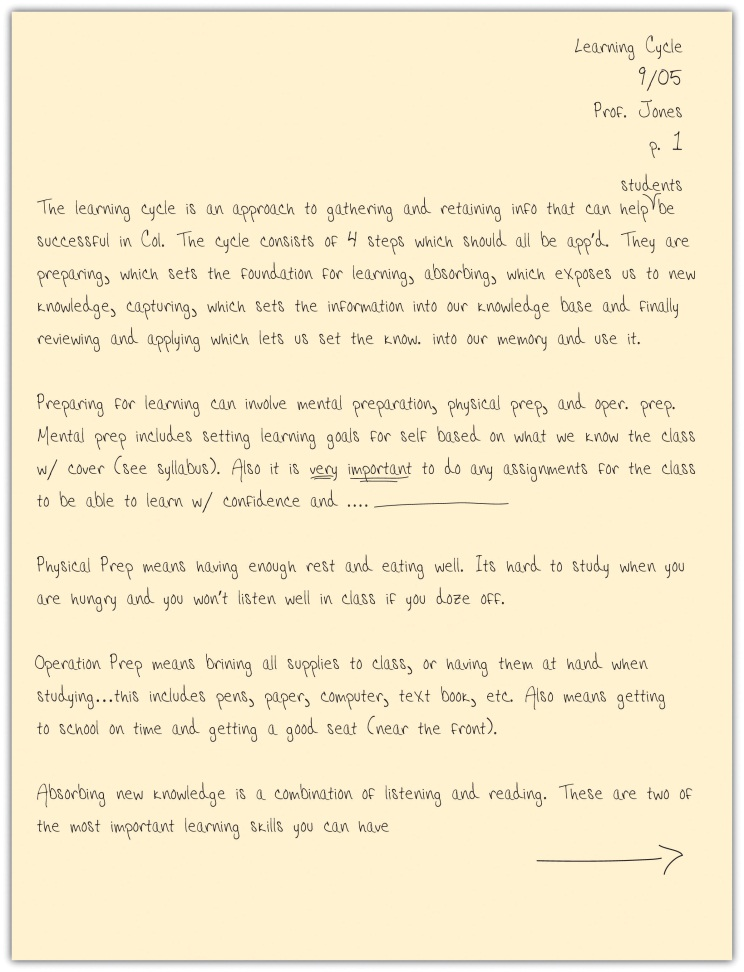 Learning Cycle
9/05
Prof. Jones
p. 1
students
The learning cycle is an approach to gathering and retaining info that can help be
successful in Col. The cycle consists of 4 steps which should all be app'd. They are
preparing, which sets the foundation for learning, absorbing, which exposes us to new
knowledge, capturing, which sets the information into our knowledge base and finally
reviewing and applying which lets us set the know. into our memory and use it.
Preparing for learning can involve mental preparation, physical prep, and oper. prep.
Mental prep includes setting learning goals for self based on what we know the class
w/ cover (see syllabus). Also it is very important to do any assignments for the class
to be able to learn w/ confidence and ....
Physical Prep means having enough rest and eating well. Its hard to study when you
are hungry and you won't listen well in class if you doze off.
Operation Prep means brining all supplies to class, or having them at hand when
studying...this includes pens, paper, computer, text book, etc. Also means getting
to school on time and getting a good seat (near the front).
Absorbing new knowledge is a combination of listening and reading. These are two of
the most important learning skills you can have